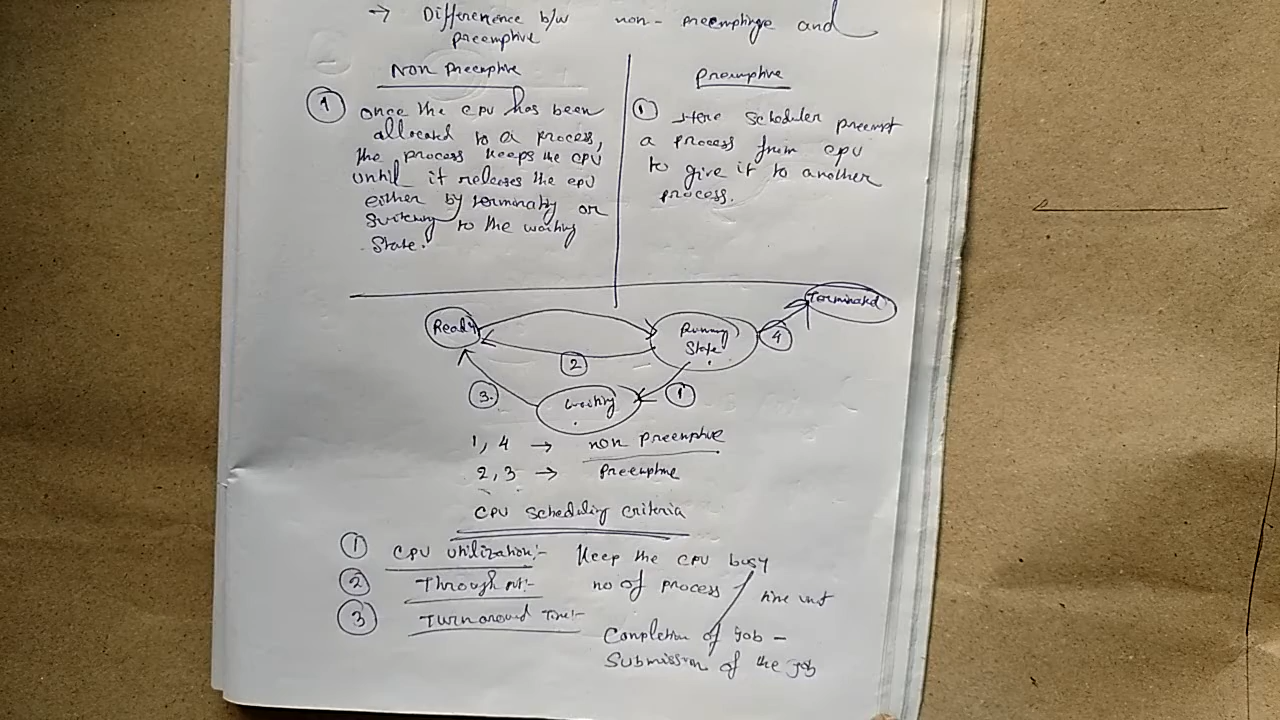 → Differenence b/w non-preemptive and
preemptive
Non Preemptive
① once the cpu has been
allocated to a process,
the process keeps the cpu
until it releases the cpu
either by terminatig or
Switching to the waiting
State.
Preemptive
① Here scheduler preempt
a process from cpu
to give it to another
process.
Terminated
Ready
Running
State
4
2
3.
waiting
1
1, 4 → non preemptive
2, 3 → Preemptive
CPU scheduling criteria
① CPU utilization:- Keep the cpu busy
② Through put:- no of process / time unit
③ Turnaround Time:-
Completion of job -
Submission of the job